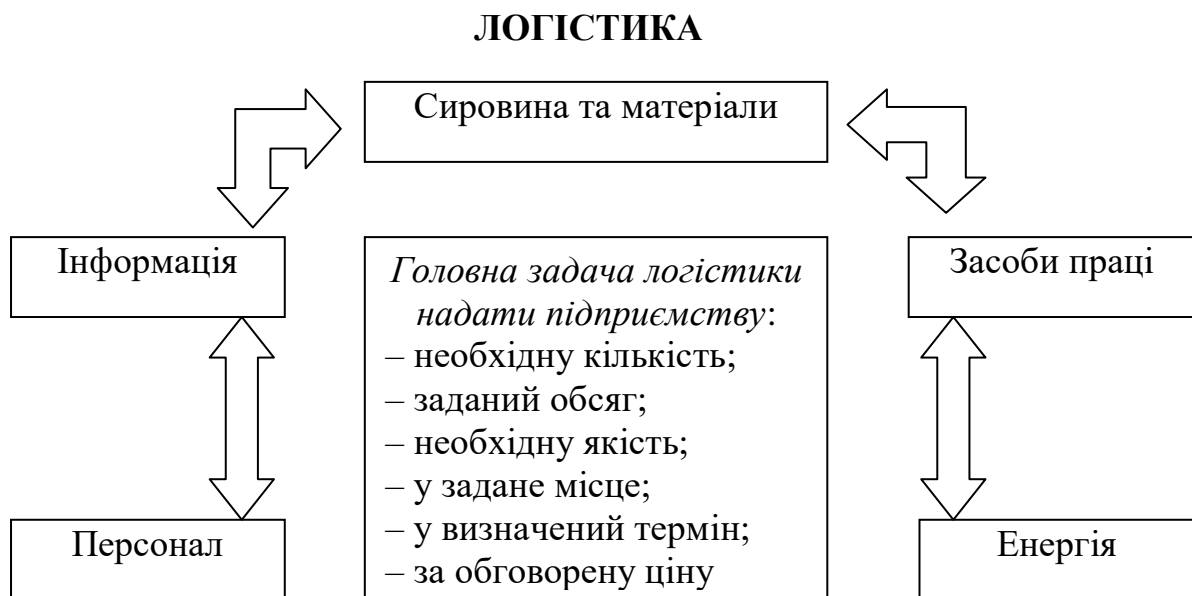 ЛОГІСТИКА
Сировина та матеріали
Інформація
Головна задача логістики
надати підприємству:
– необхідну кількість;
– заданий обсяг;
– необхідну якість;
– у задане місце;
– у визначений термін;
– за обговорену ціну
Засоби праці
Персонал
Енергія